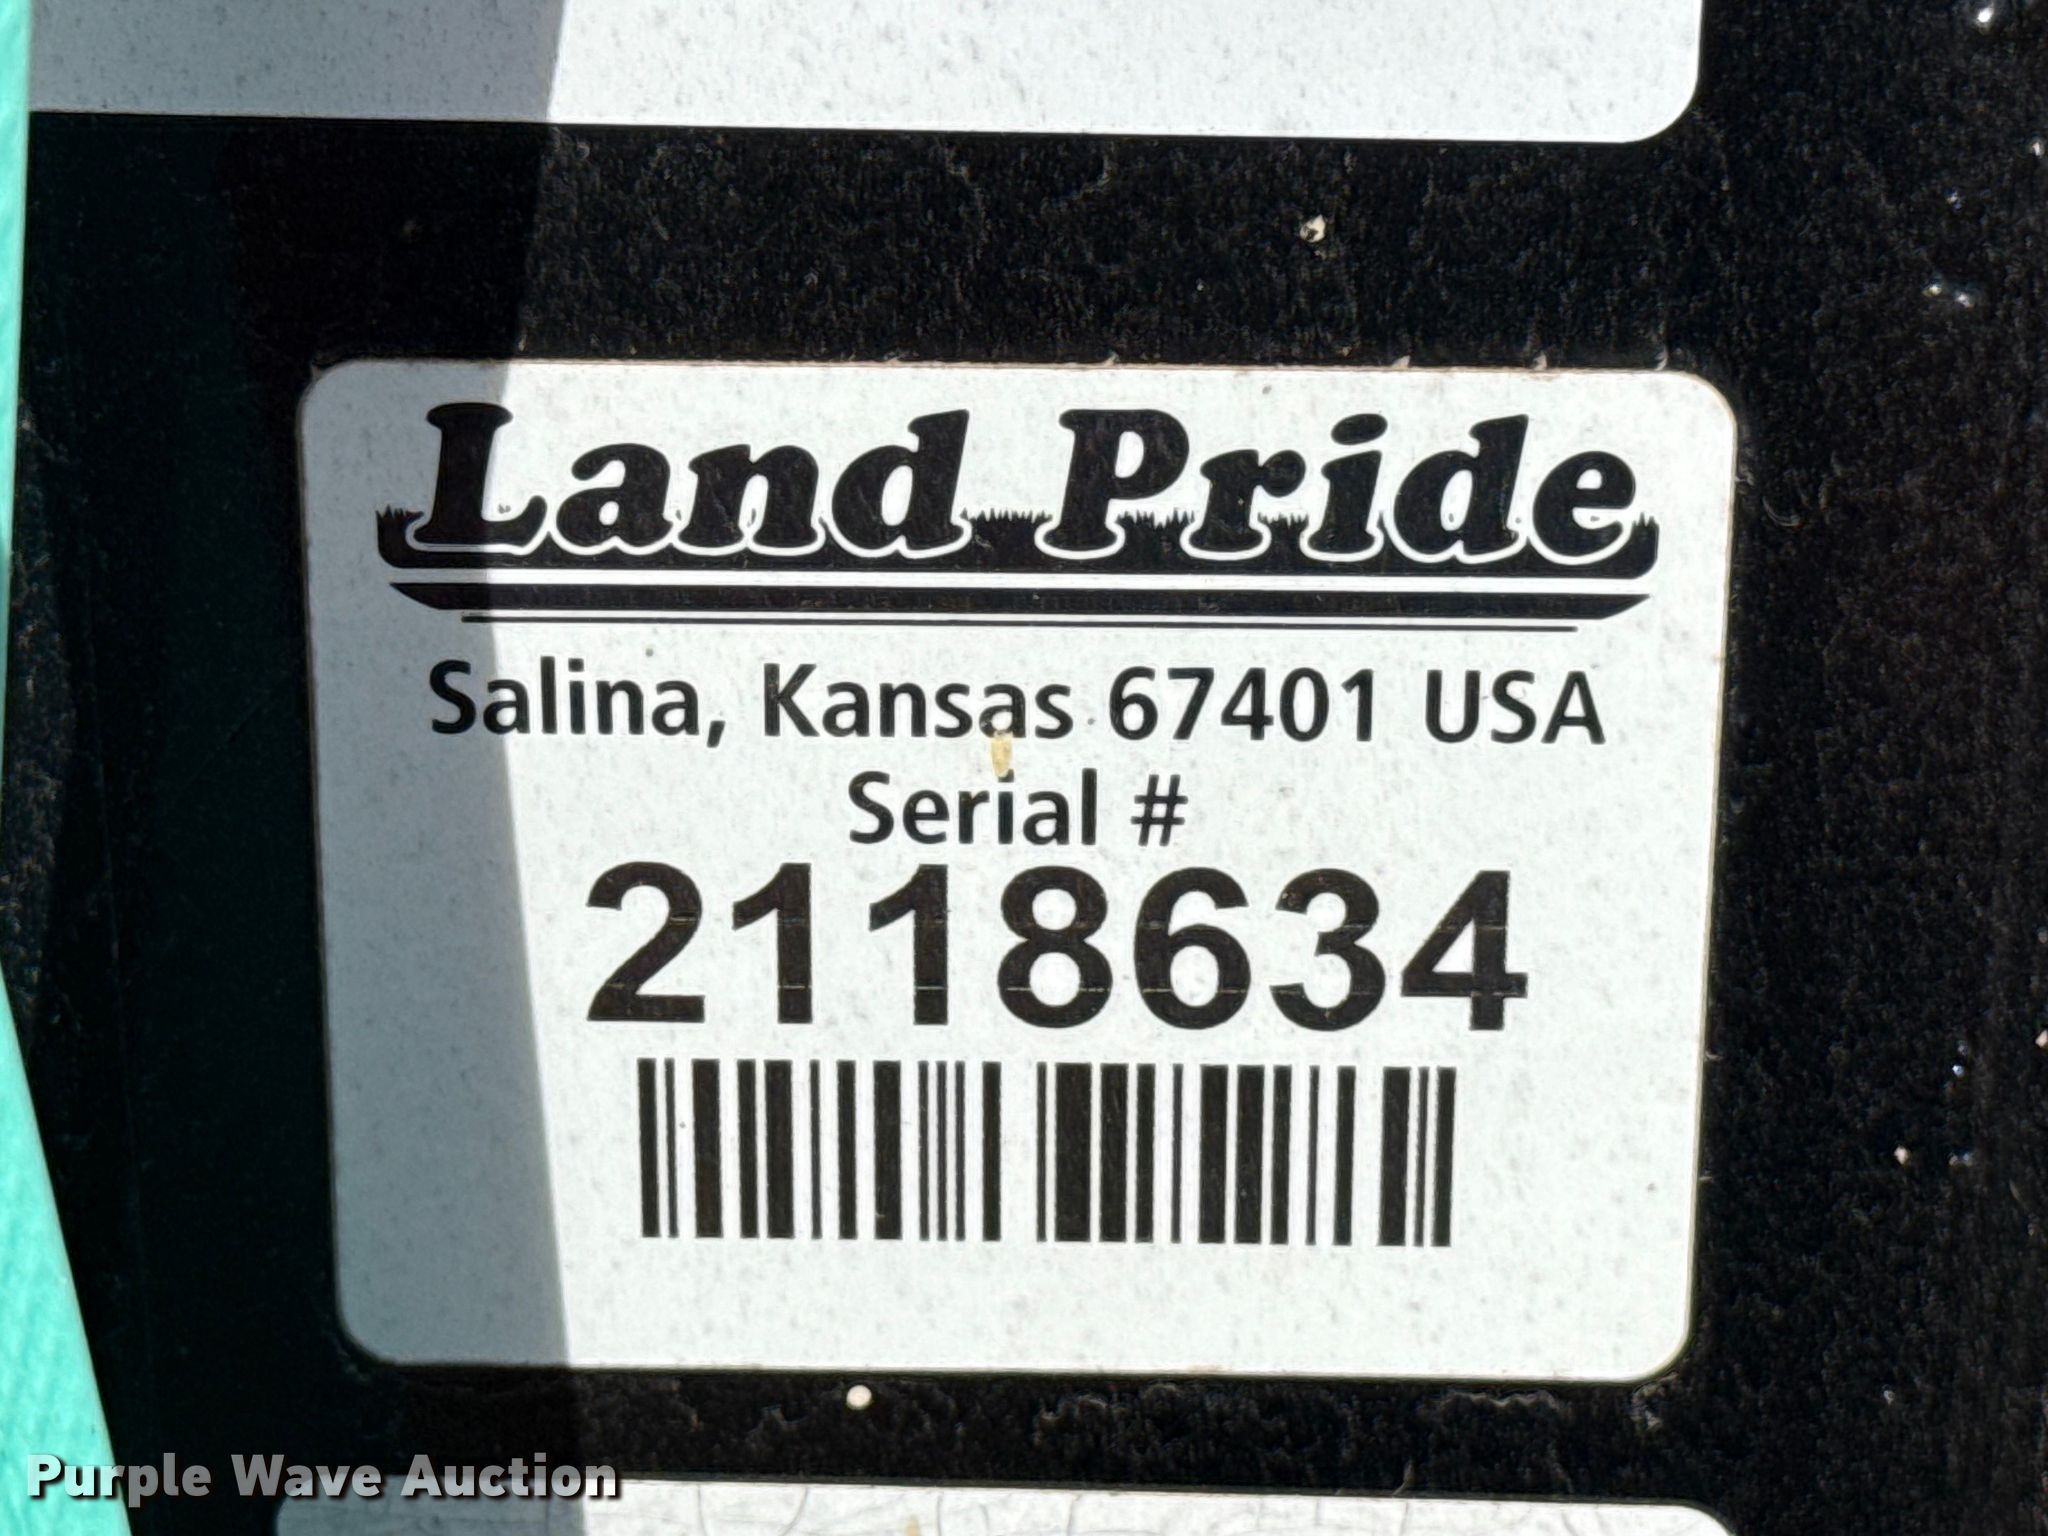 Land Pride
Salina, Kansas 67401 USA
Serial #
2118634
Purple Wave Auction